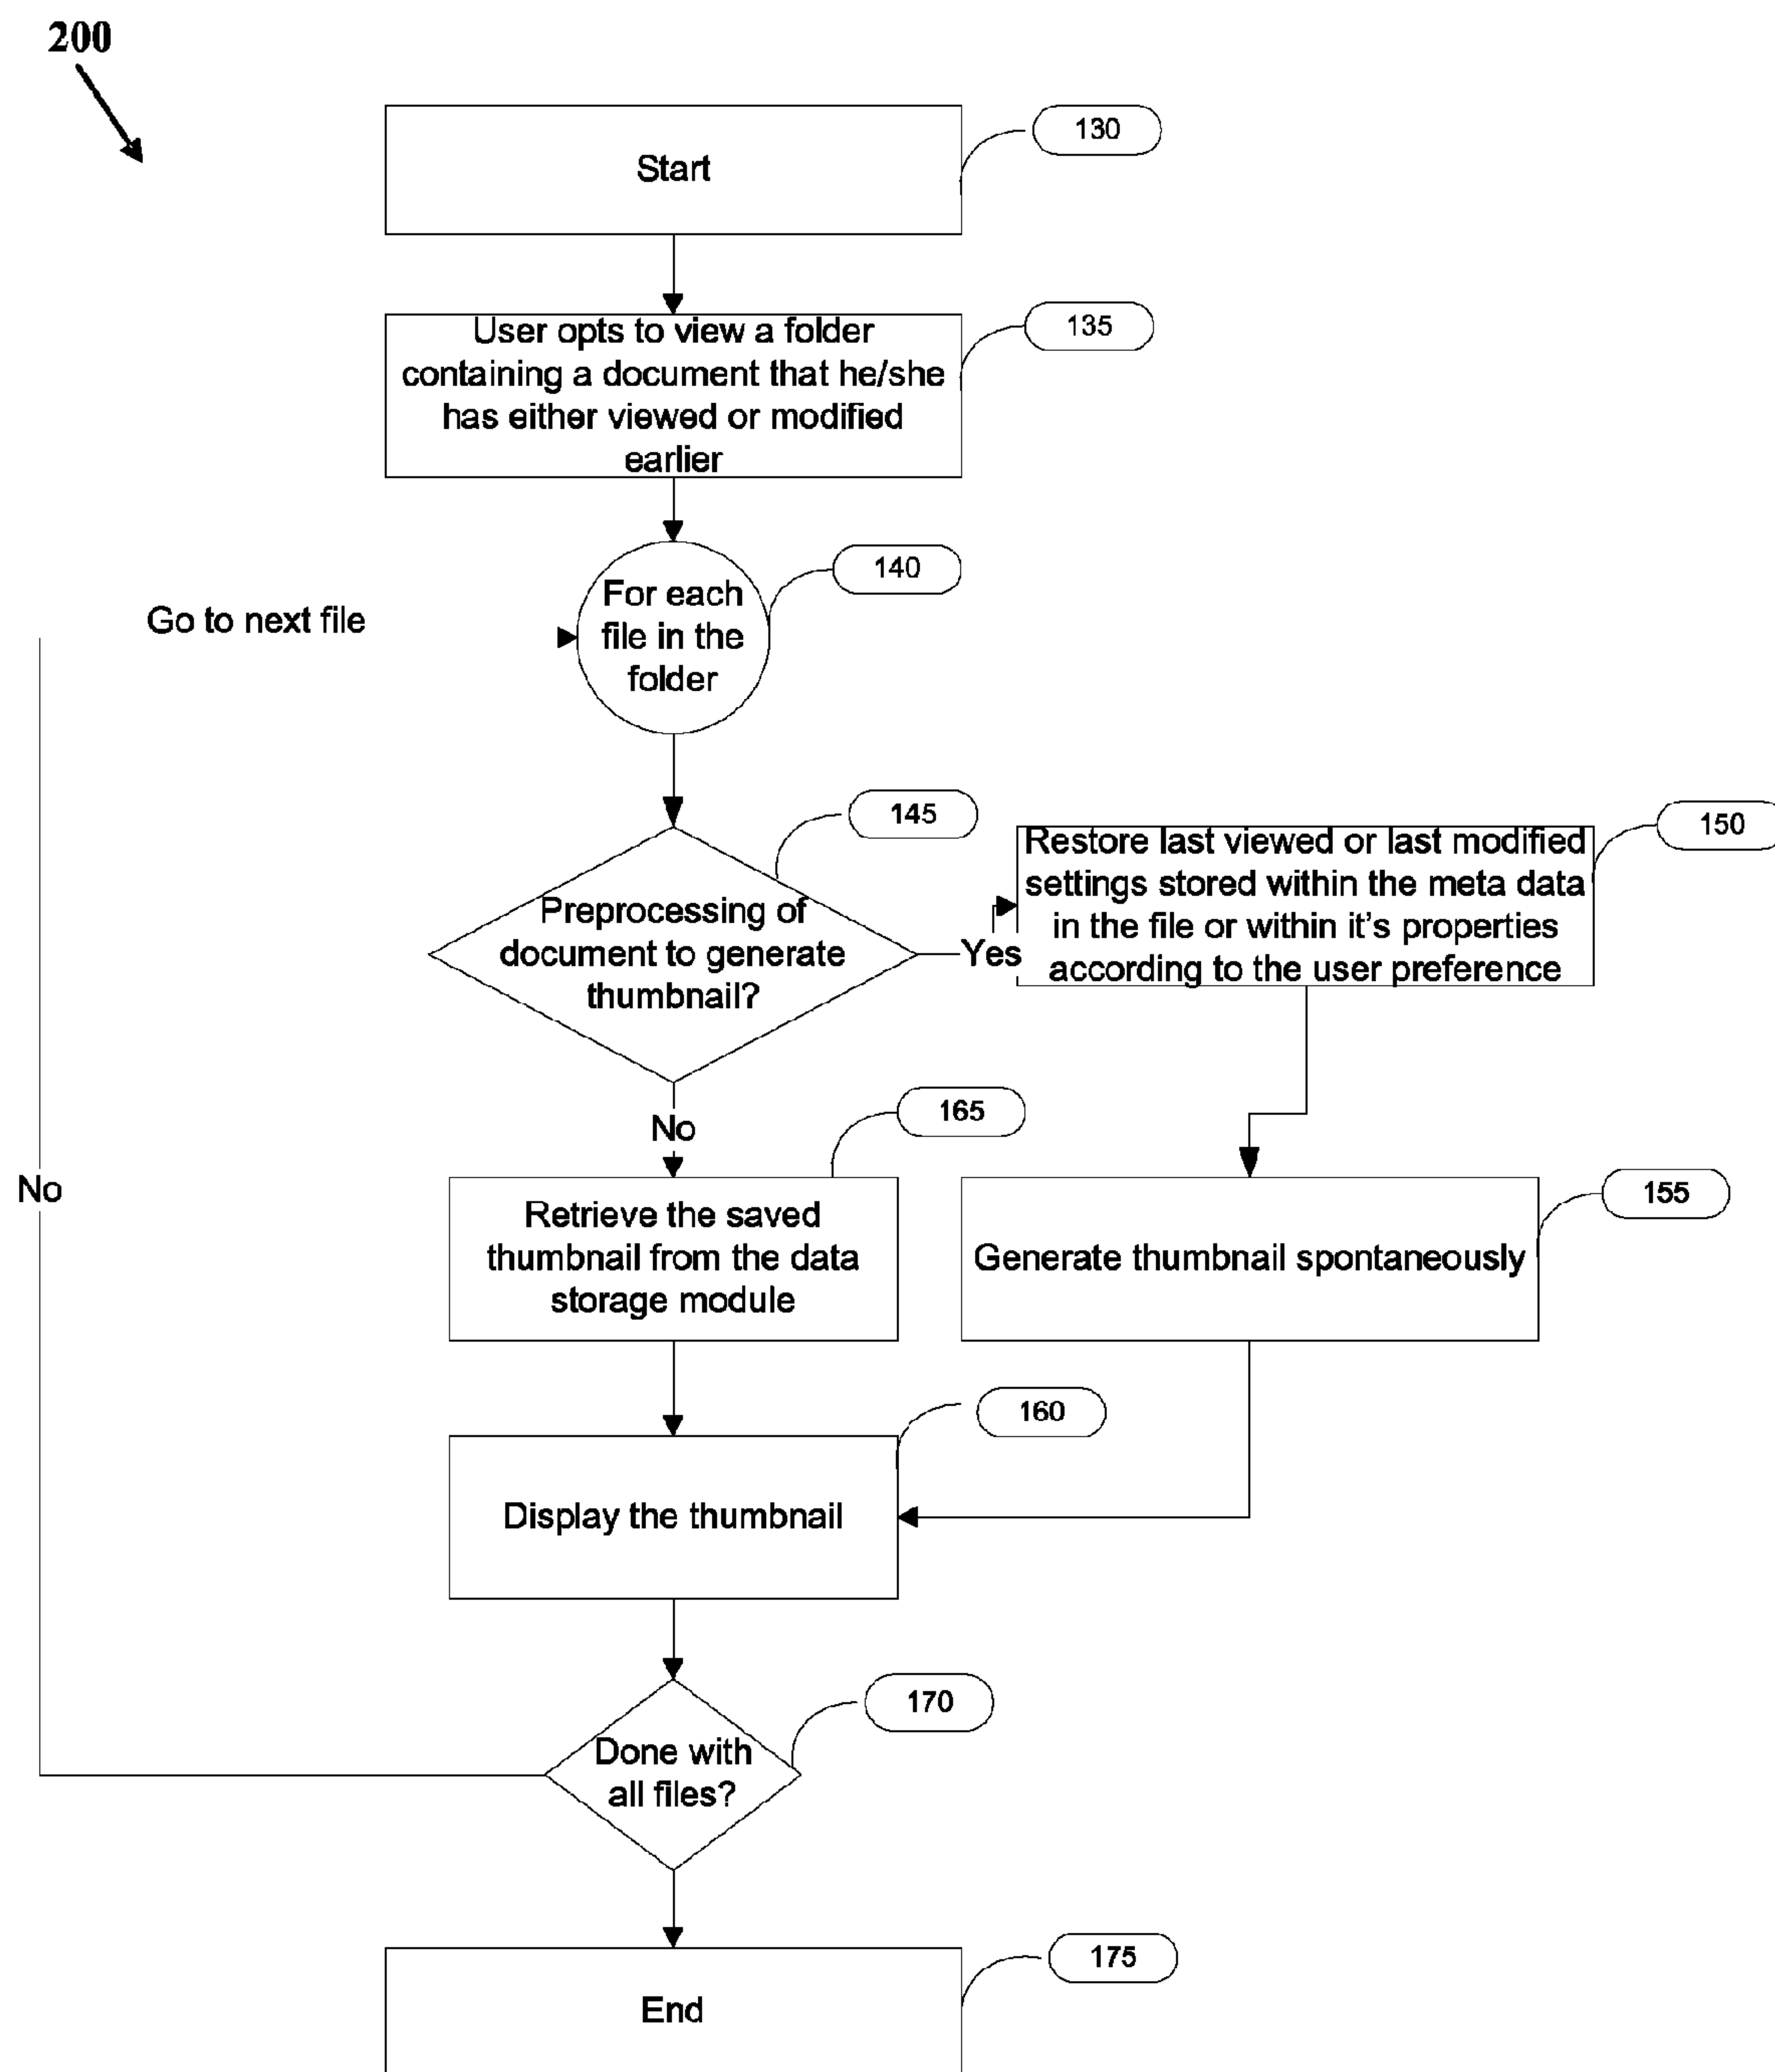 200
130
Start
135
User opts to view a folder
containing a document that he/she
has either viewed or modified
earlier
140
For each
file in the
folder
Go to next file
145
Preprocessing of
document to generate
thumbnail?
Yes
150
Restore last viewed or last modified
settings stored within the meta data
in the file or within it's properties
according to the user preference
No
165
Retrieve the saved
thumbnail from the data
storage module
155
Generate thumbnail spontaneously
No
160
Display the thumbnail
170
Done with
all files?
175
End